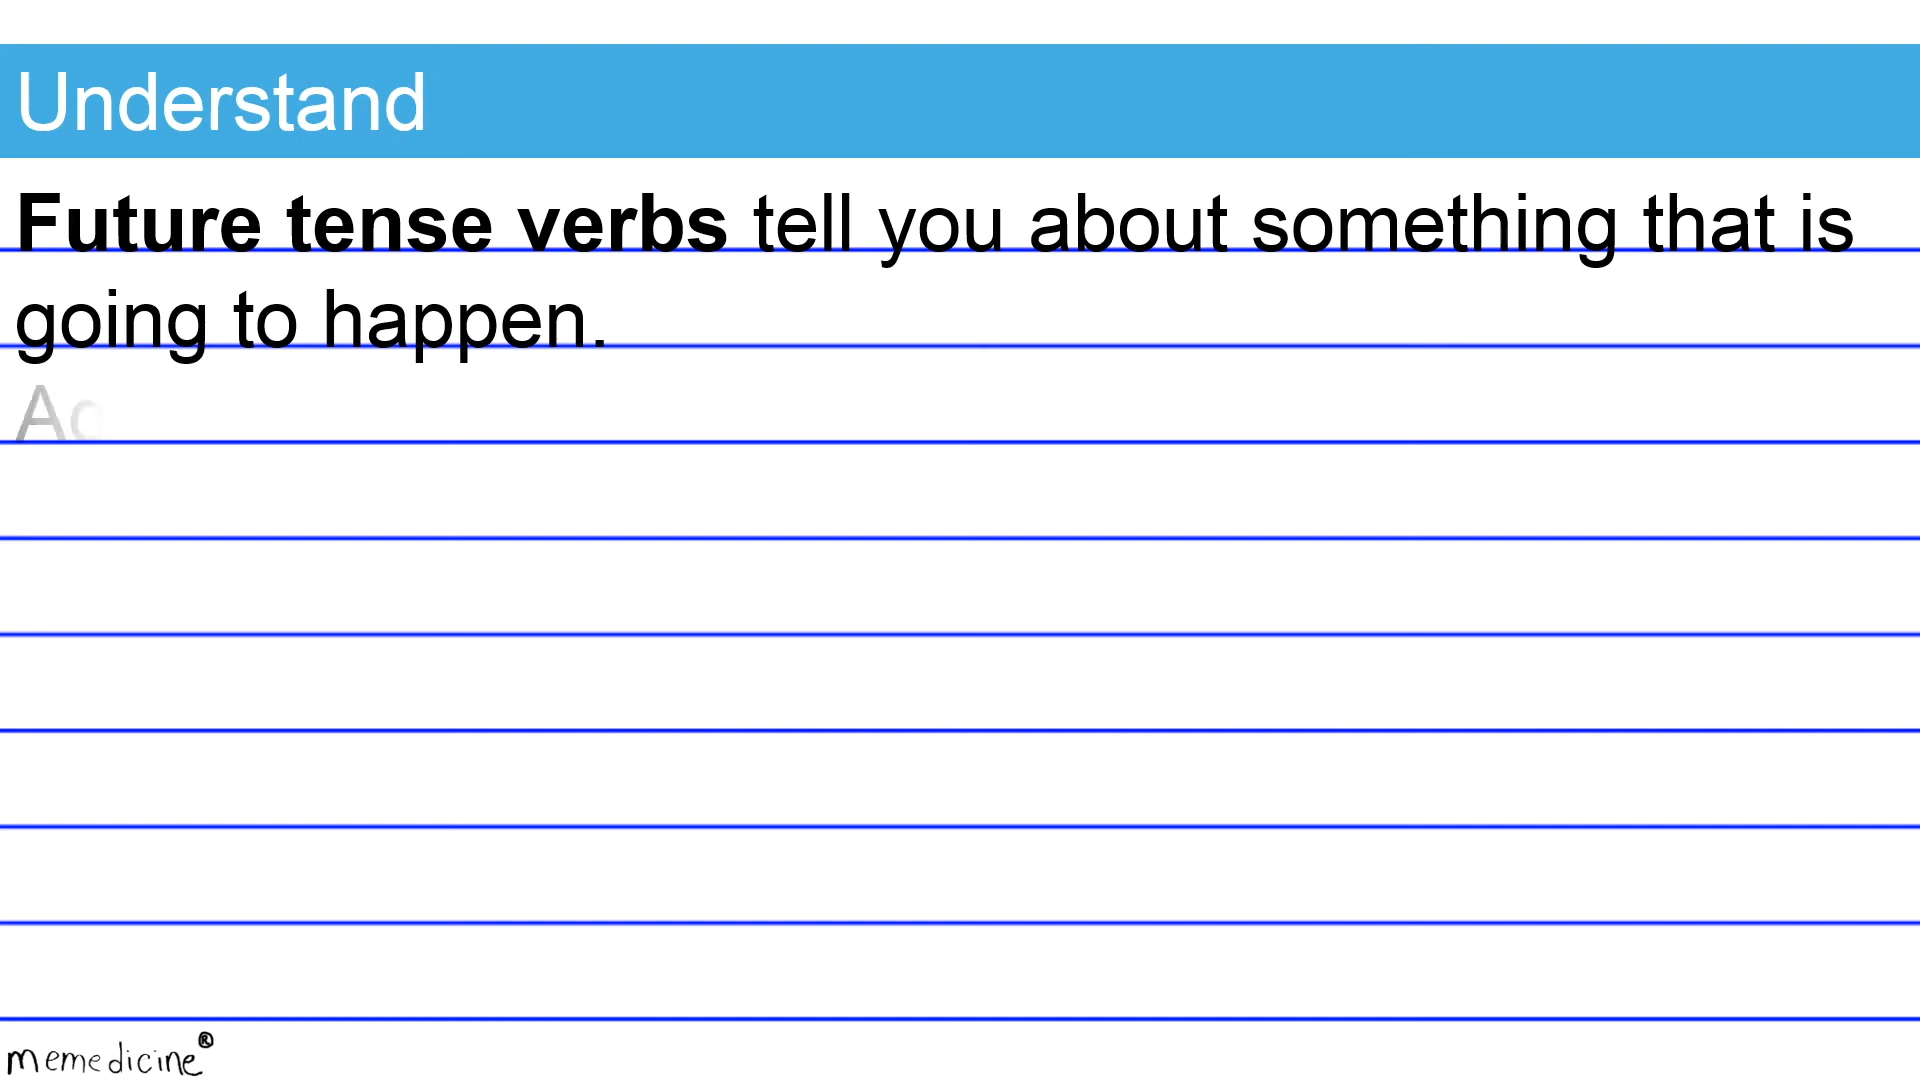 Understand
Future tense verbs tell you about something that is
going to happen.
memedicine®